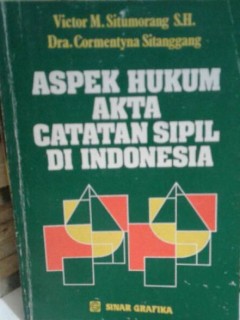 Victor M. Situmorang S.H.
Dra. Cormentyna Sitanggang
ASPEK HUKUM
AKTA
CATATAN SIPIL
DI INDONESIA
SINAR GRAFIKA